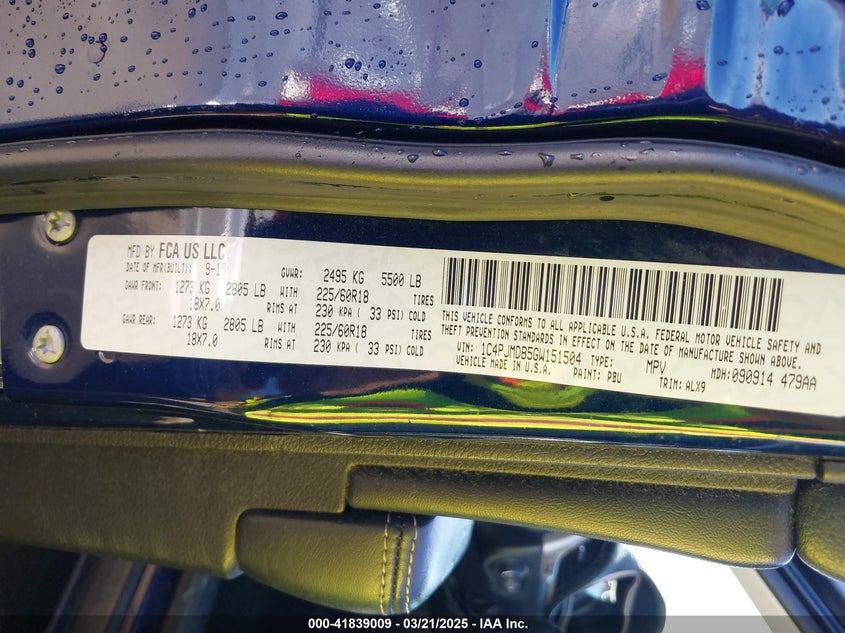 MFD BY FCA US LLC
DATE OF MFR(BUILT): 9-15 GVWR: 2495 KG 5500 LB
GAWR FRONT: 1273 KG 2805 LB WITH 225/60R18 TIRES
18X7.0 RIMS AT 230 KPA ( 33 PSI) COLD
GAWR REAR: 1273 KG 2805 LB WITH 225/60R18 TIRES
18X7.0 RIMS AT 230 KPA ( 33 PSI) COLD
THIS VEHICLE CONFORMS TO ALL APPLICABLE U.S.A. FEDERAL MOTOR VEHICLE SAFETY AND
THEFT PREVENTION STANDARDS IN EFFECT ON THE DATE OF MANUFACTURE SHOWN ABOVE.
VIN: 1C4PJMDB5GW151504 TYPE: MPV MDH: 090914 479AA
VEHICLE MADE IN U.S.A. PAINT: PBU TRIM: ALX9
000-41839009 - 03/21/2025 - IAA Inc.